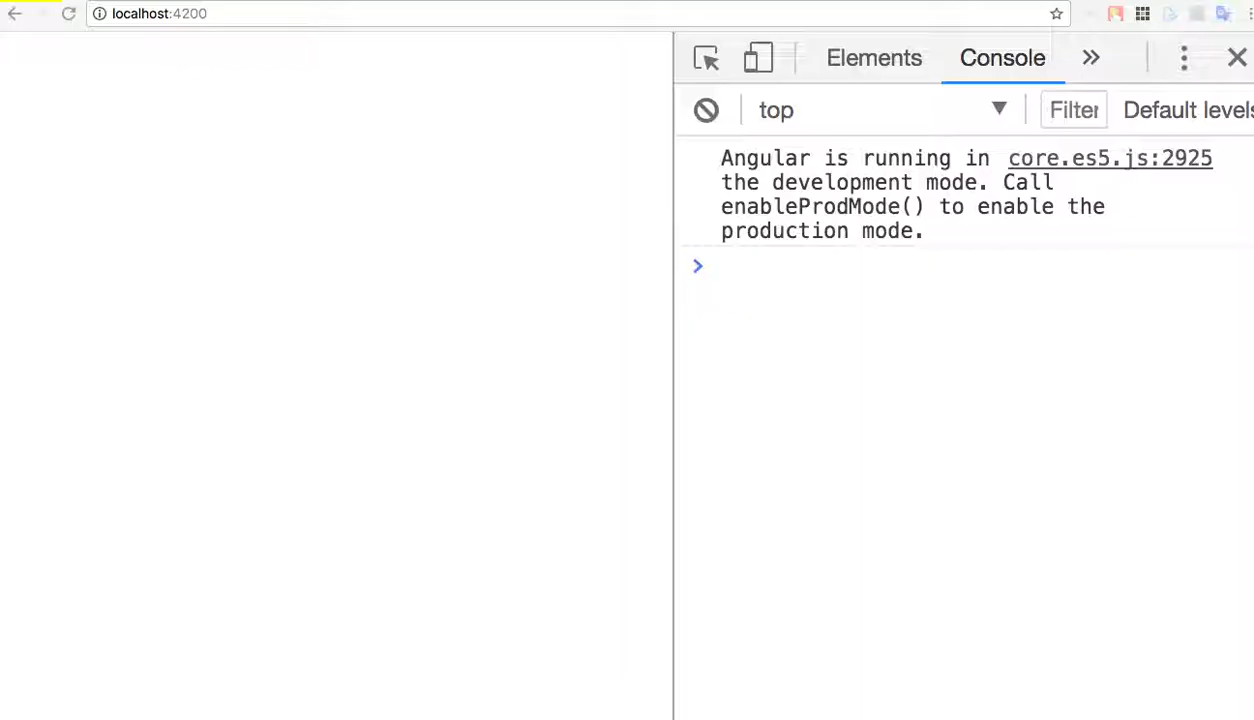 localhost:4200
Elements Console »
top ▼ Filter Default levels
Angular is running in core.es5.js:2925
the development mode. Call
enableProdMode() to enable the
production mode.
>